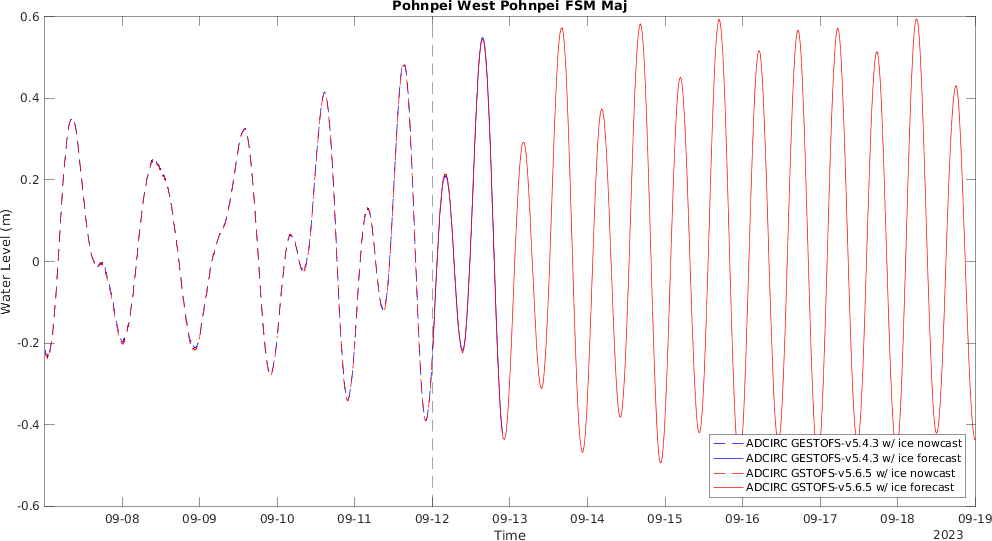 Pohnpei West Pohnpei FSM Maj
Water Level (m)
0.6
0.4
0.2
0
-0.2
-0.4
-0.6
ADCIRC GESTOFS-v5.4.3 w/ ice nowcast
ADCIRC GESTOFS-v5.4.3 w/ ice forecast
ADCIRC GSTOFS-v5.6.5 w/ ice nowcast
ADCIRC GSTOFS-v5.6.5 w/ ice forecast
09-08 09-09 09-10 09-11 09-12 09-13 09-14 09-15 09-16 09-17 09-18 09-19
Time
2023